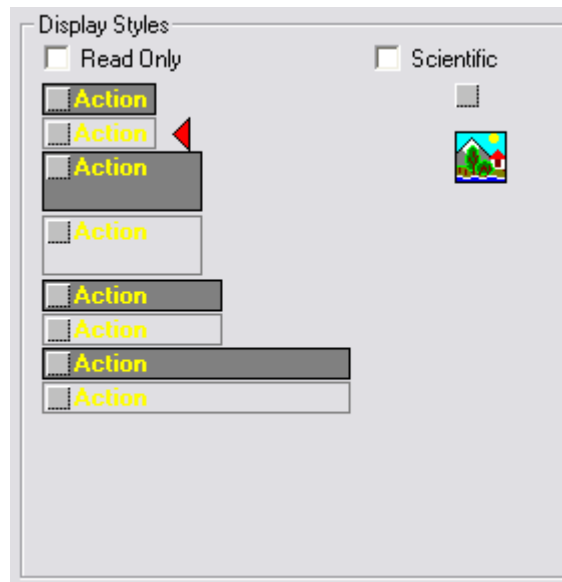 Display Styles
Read Only
Scientific
Action
Action
Action
Action
Action
Action
Action
Action